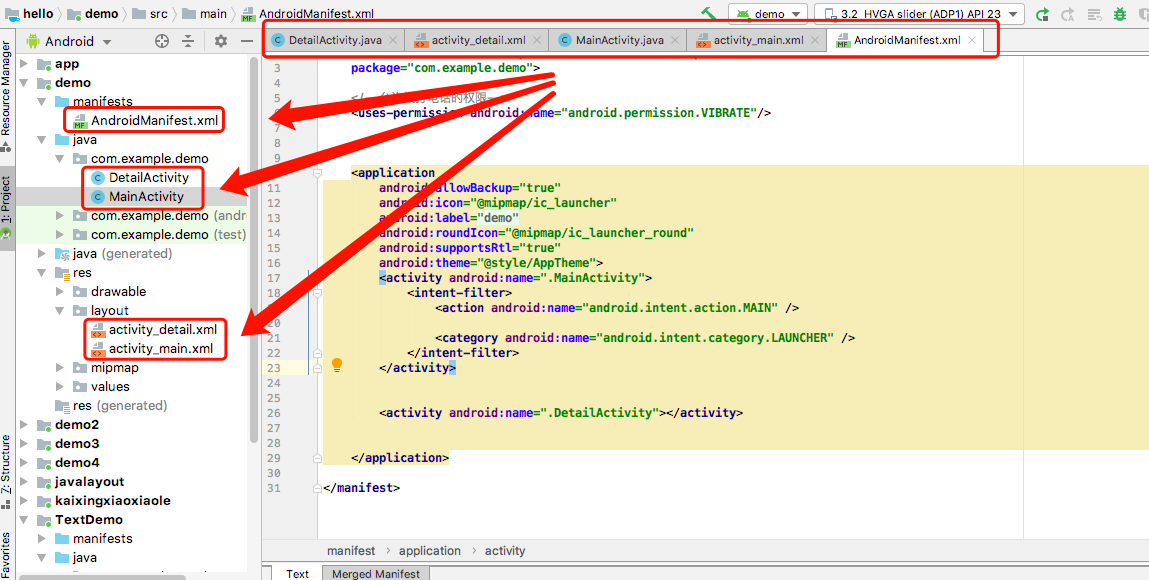 hello demo src main AndroidManifest.xml demo 3.2 HVGA slider (ADP1) API 23
Android
DetailActivity.java activity_detail.xml MainActivity.java activity_main.xml AndroidManifest.xml
Resource Manager
1: Project
Z: Structure
Favorites
app
demo
manifests
AndroidManifest.xml
java
com.example.demo
DetailActivity
MainActivity
com.example.demo (andr
com.example.demo (test)
java (generated)
res
drawable
layout
activity_detail.xml
activity_main.xml
mipmap
values
res (generated)
demo2
demo3
demo4
javalayout
kaixingxiaoxiaole
TextDemo
manifests
java
3 package="com.example.demo">
4
5 电话的权限
<uses-permission android:name="android.permission.VIBRATE"/>
7
8
9
<application
11 android:allowBackup="true"
12 android:icon="@mipmap/ic_launcher"
13 android:label="demo"
14 android:roundIcon="@mipmap/ic_launcher_round"
15 android:supportsRtl="true"
16 android:theme="@style/AppTheme">
17 <activity android:name=".MainActivity">
18 <intent-filter>
<action android:name="android.intent.action.MAIN" />
20
21 <category android:name="android.intent.category.LAUNCHER" />
22 </intent-filter>
23 </activity>
24
25
26 <activity android:name=".DetailActivity"></activity>
27
28
29 </application>
30
31 </manifest>
manifest application activity
Text Merged Manifest